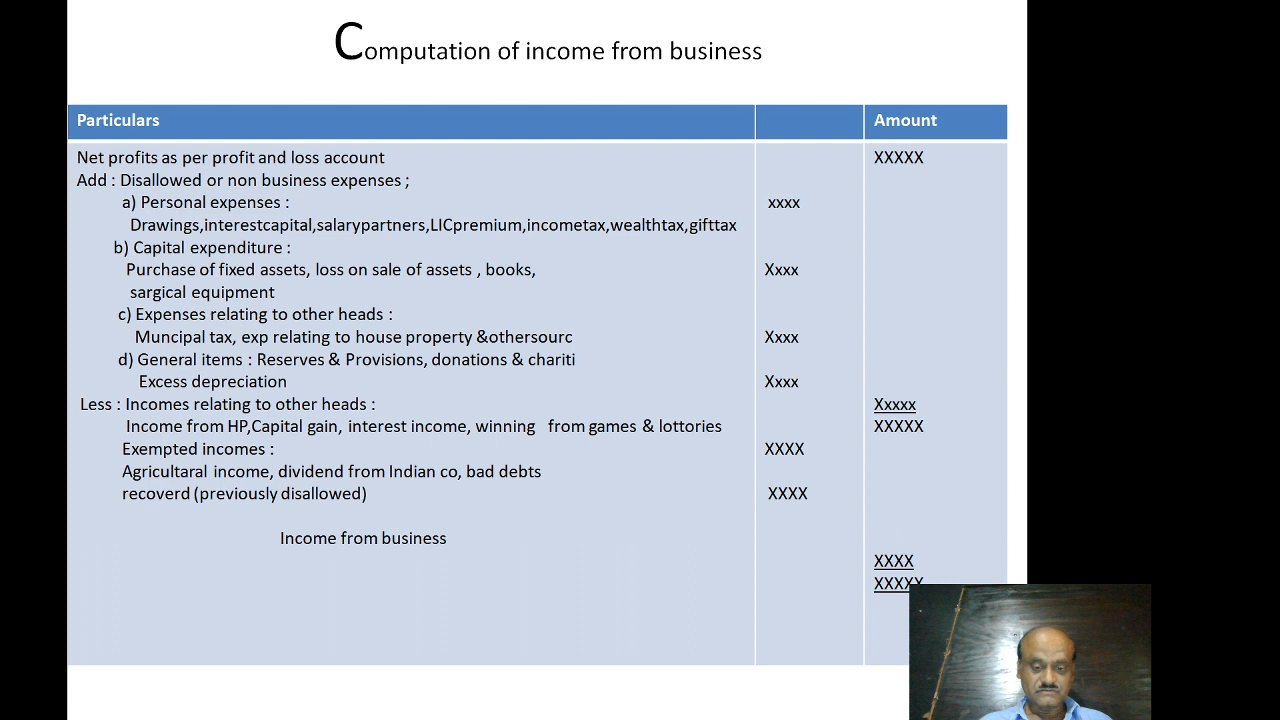 Computation of income from business
Particulars Amount
Net profits as per profit and loss account XXXXX
Add : Disallowed or non business expenses ;
a) Personal expenses : xxxx
Drawings,interestcapital,salarypartners,LICpremium,incometax,wealthtax,gifttax
b) Capital expenditure :
Purchase of fixed assets, loss on sale of assets , books, Xxxx
sargical equipment
c) Expenses relating to other heads :
Muncipal tax, exp relating to house property &othersourc Xxxx
d) General items : Reserves & Provisions, donations & chariti
Excess depreciation Xxxx
Less : Incomes relating to other heads : Xxxxx
Income from HP,Capital gain, interest income, winning from games & lottories XXXXX
Exempted incomes : XXXX
Agricultaral income, dividend from Indian co, bad debts
recoverd (previously disallowed) XXXX
Income from business
XXXX
XXXXX